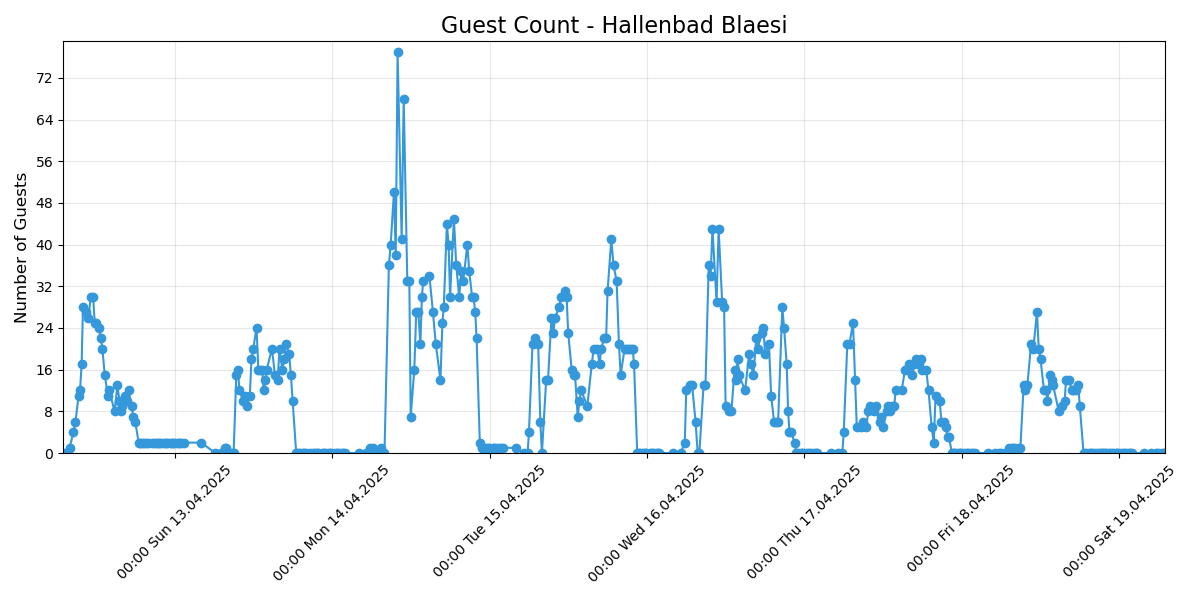 Guest Count - Hallenbad Blaesi
Number of Guests
72
64
56
48
40
32
24
16
8
0
00:00 Sun 13.04.2025
00:00 Mon 14.04.2025
00:00 Tue 15.04.2025
00:00 Wed 16.04.2025
00:00 Thu 17.04.2025
00:00 Fri 18.04.2025
00:00 Sat 19.04.2025